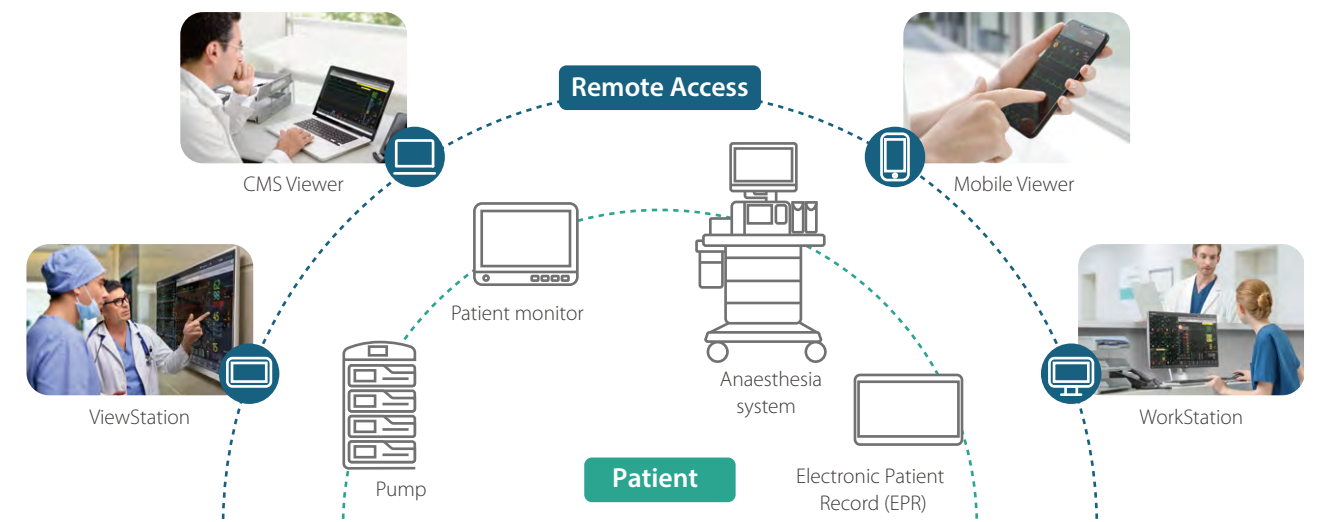 Remote Access
CMS Viewer
Mobile Viewer
Patient monitor
Anaesthesia
system
ViewStation
WorkStation
Pump
Patient
Electronic Patient
Record (EPR)